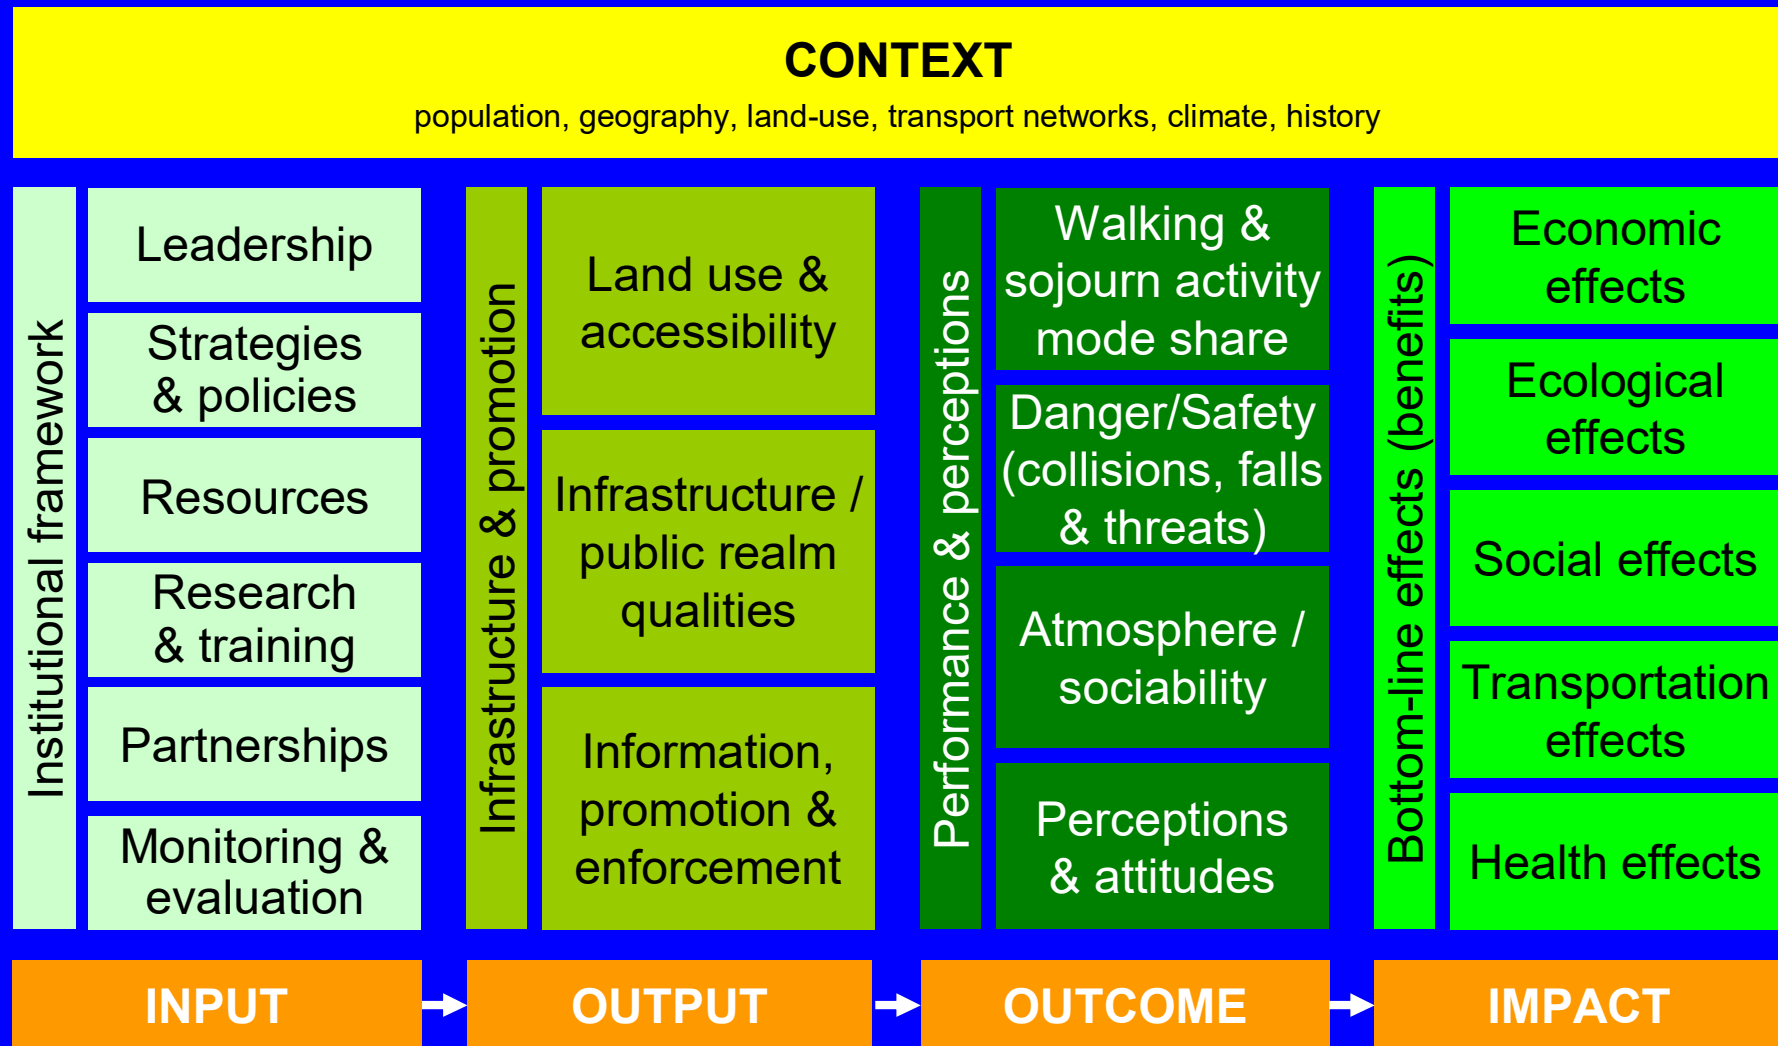 CONTEXT
population, geography, land-use, transport networks, climate, history
Institutional framework
Leadership
Strategies
& policies
Resources
Research
& training
Partnerships
Monitoring &
evaluation
Infrastructure & promotion
Land use &
accessibility
Infrastructure /
public realm
qualities
Information,
promotion &
enforcement
Performance & perceptions
Walking &
sojourn activity
mode share
Danger/Safety
(collisions, falls
& threats)
Atmosphere /
sociability
Perceptions
& attitudes
Bottom-line effects (benefits)
Economic
effects
Ecological
effects
Social effects
Transportation
effects
Health effects
INPUT
OUTPUT
OUTCOME
IMPACT